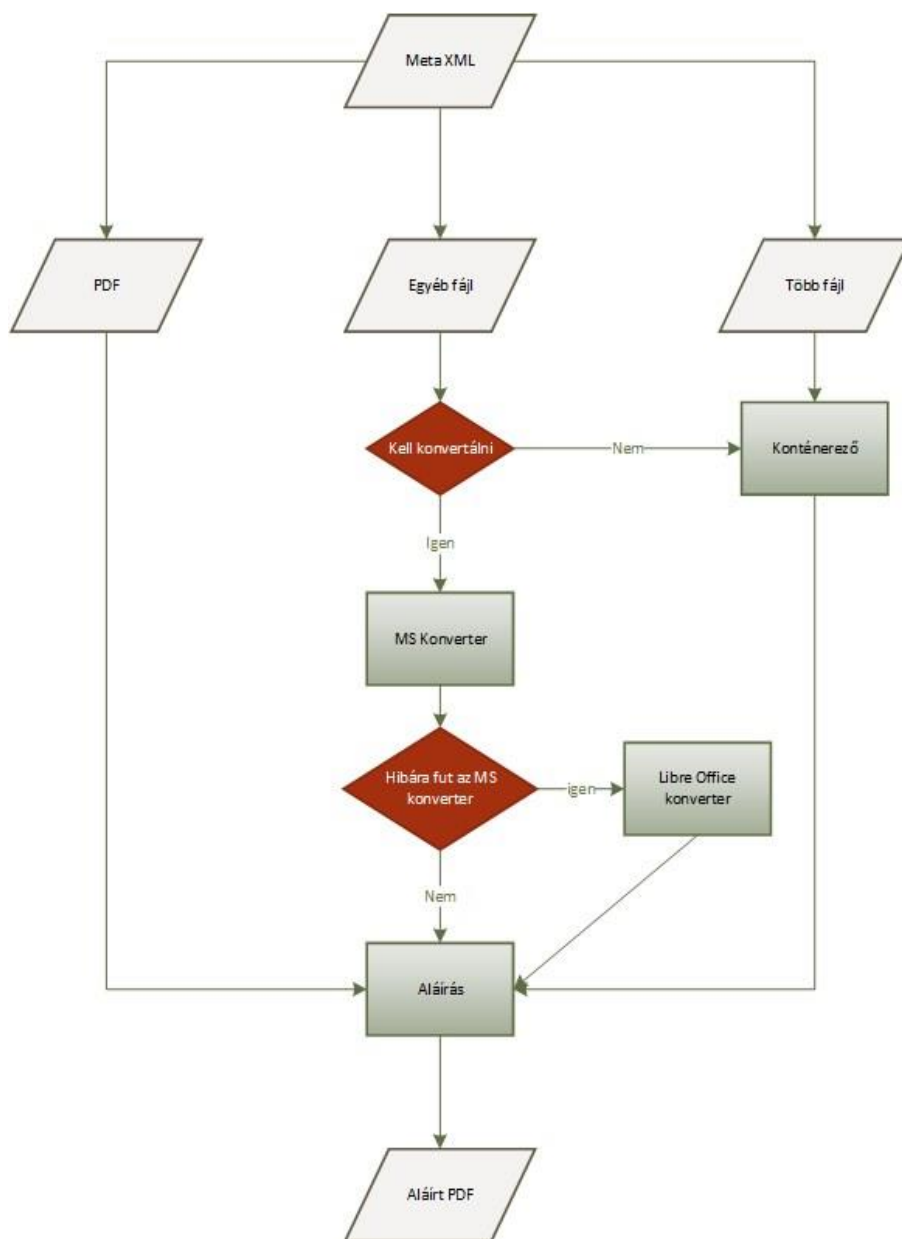 Meta XML
PDF
Egyéb fájl
Több fájl
Kell konvertálni
Nem
Konténerező
Igen
MS Konverter
Hibára fut az MS
konverter
igen
Libre Office
konverter
Nem
Aláírás
Aláírt PDF